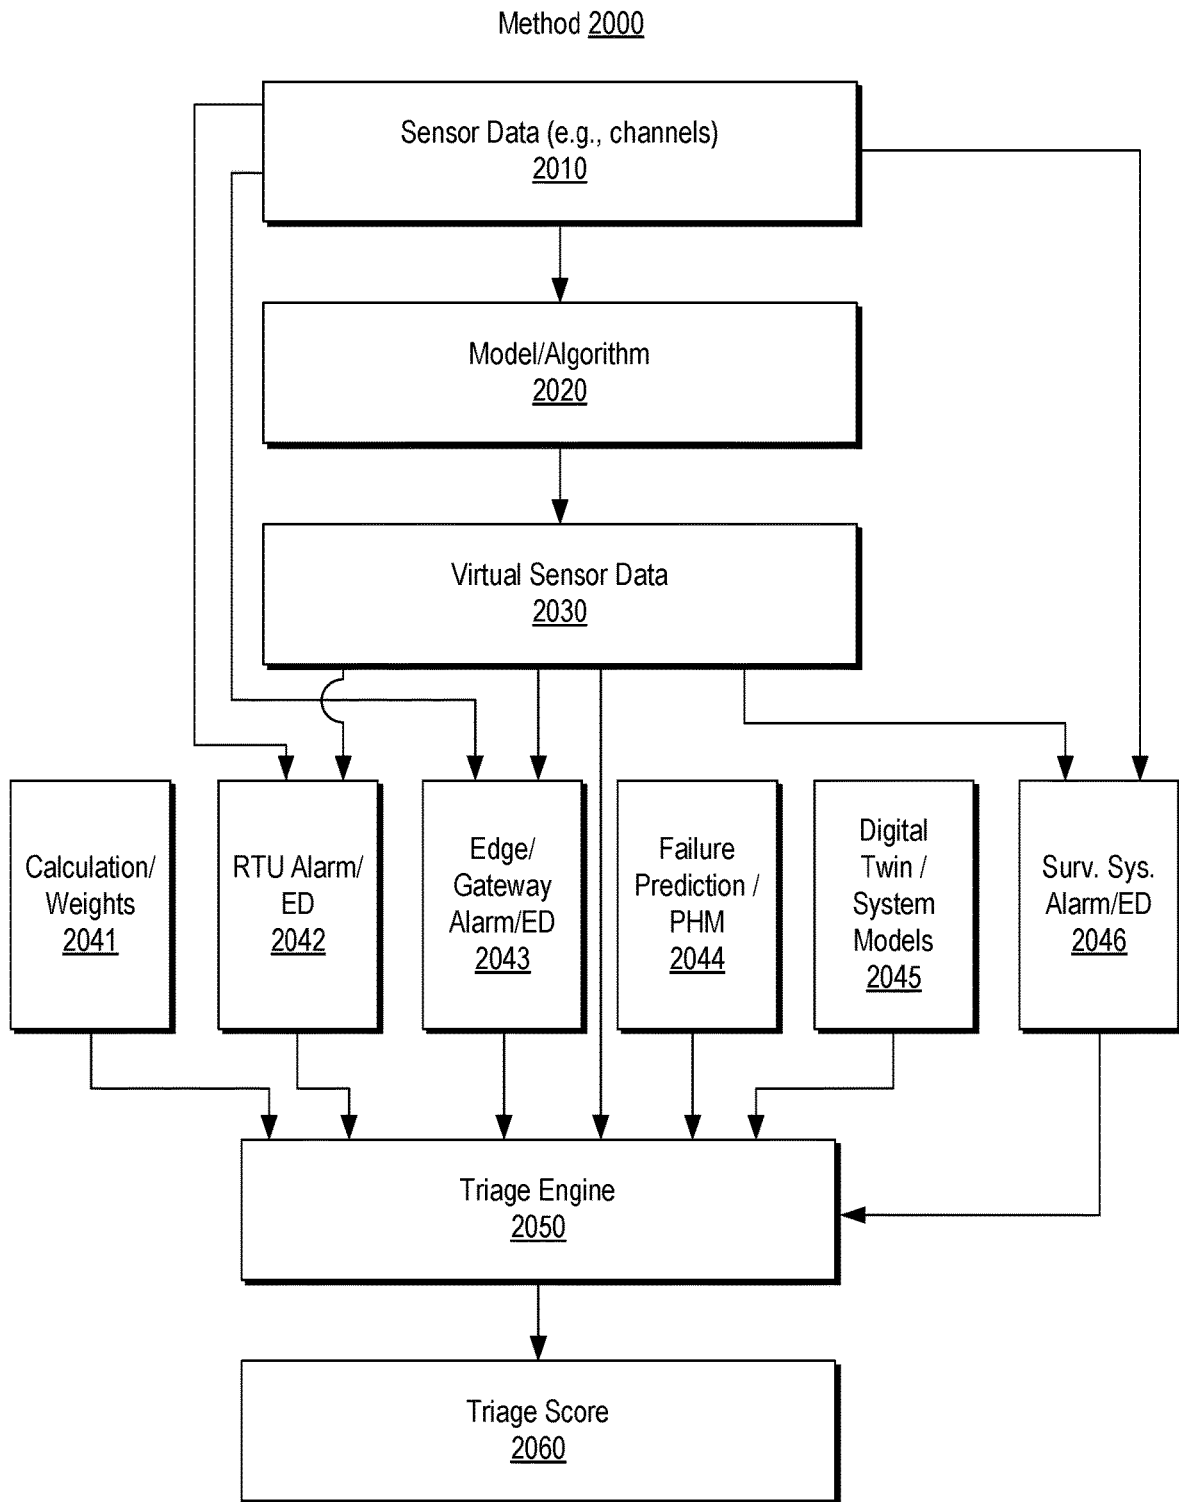 Method 2000
Sensor Data (e.g., channels)
2010
Model/Algorithm
2020
Virtual Sensor Data
2030
Calculation/
Weights
2041
RTU Alarm/
ED
2042
Edge/
Gateway
Alarm/ED
2043
Failure
Prediction /
PHM
2044
Digital
Twin /
System
Models
2045
Surv. Sys.
Alarm/ED
2046
Triage Engine
2050
Triage Score
2060